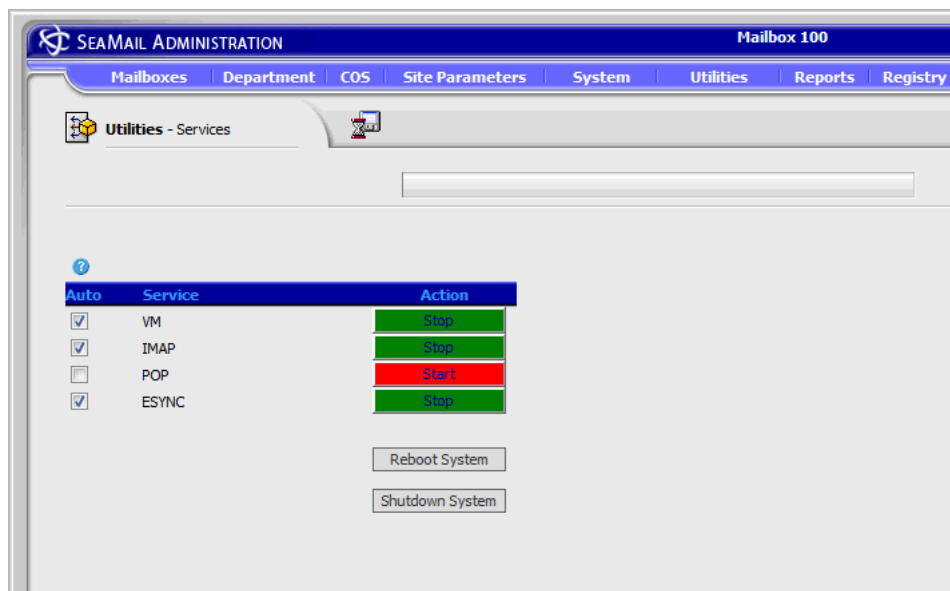 SEAMAIL ADMINISTRATION Mailbox 100
Mailboxes Department COS Site Parameters System Utilities Reports Registry
Utilities - Services
?
Auto Service Action
VM Stop
IMAP Stop
POP Start
ESYNC Stop
Reboot System
Shutdown System